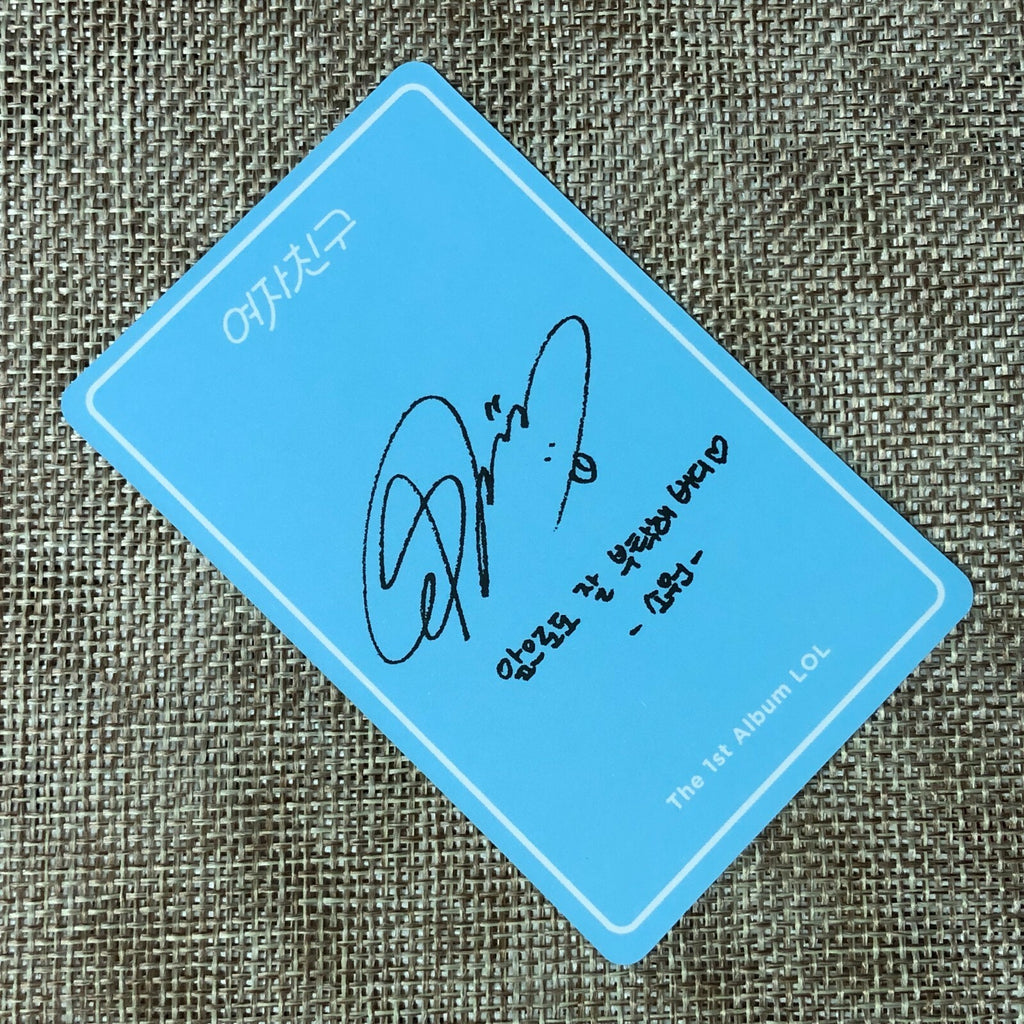 여자친구
앞으로도 잘 부탁해 버디♡
- 소원 -
The 1st Album LOL